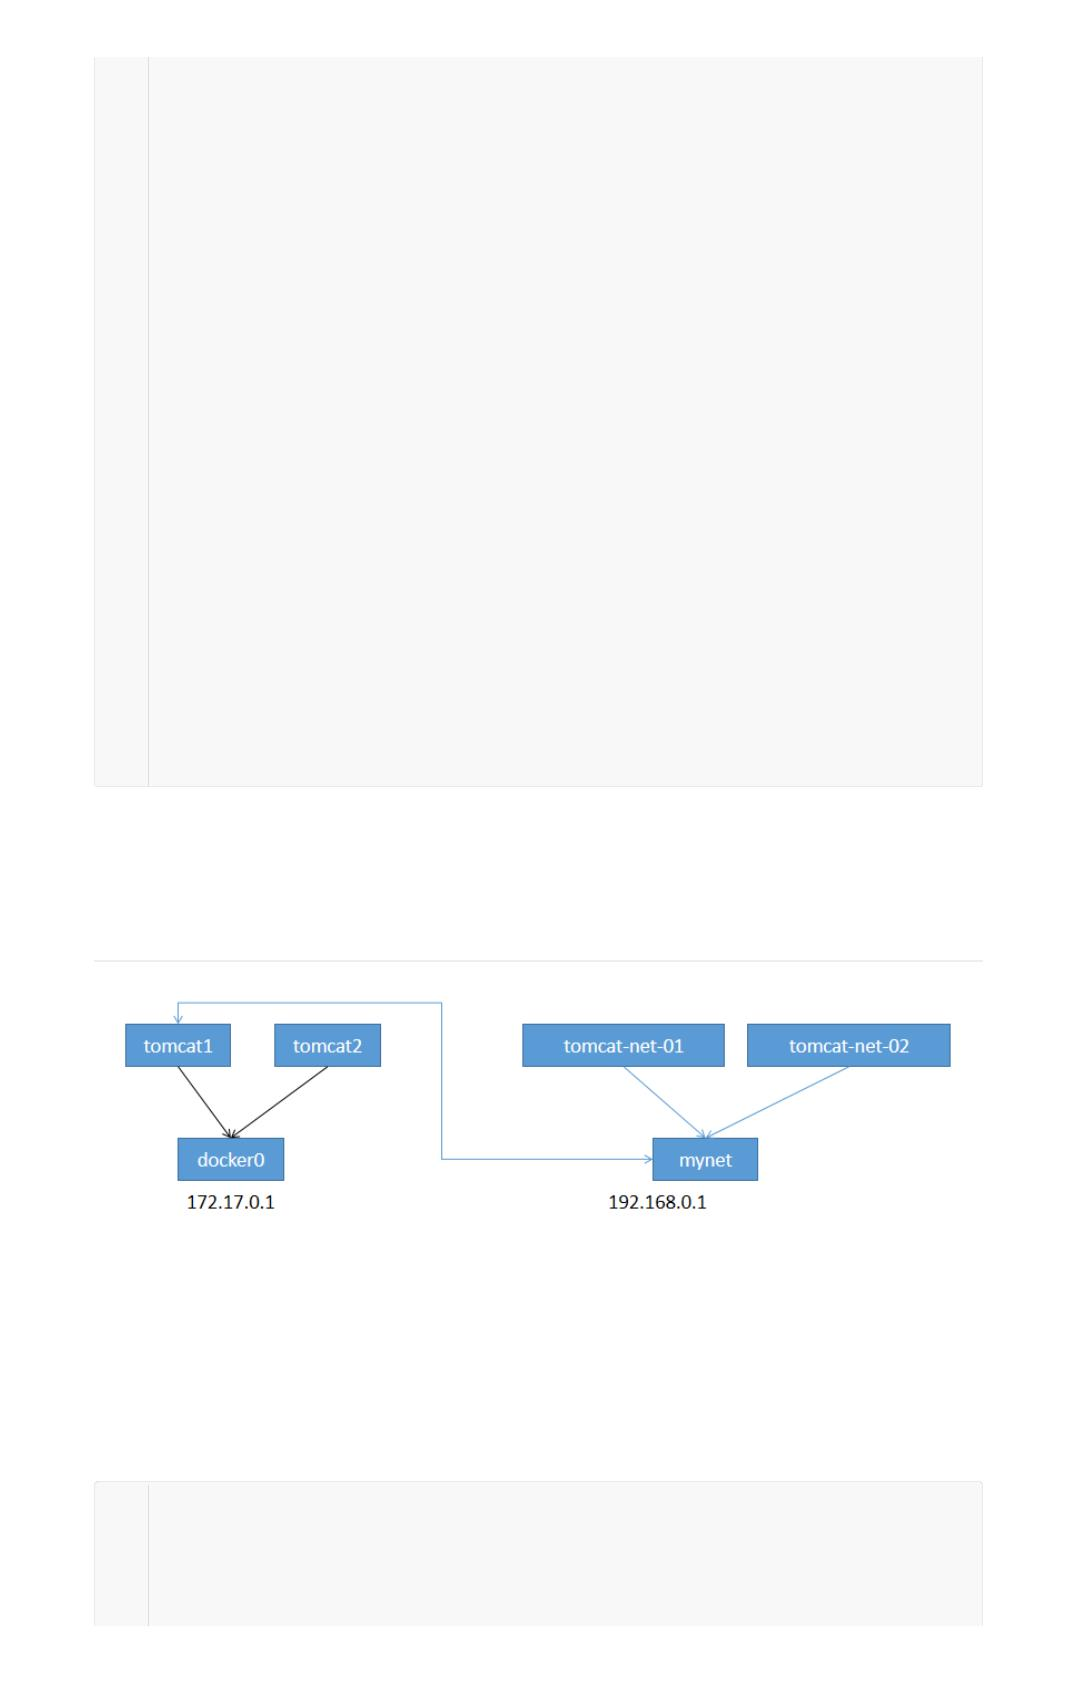 tomcat1 tomcat2 tomcat-net-01 tomcat-net-02
docker0 mynet
172.17.0.1 192.168.0.1